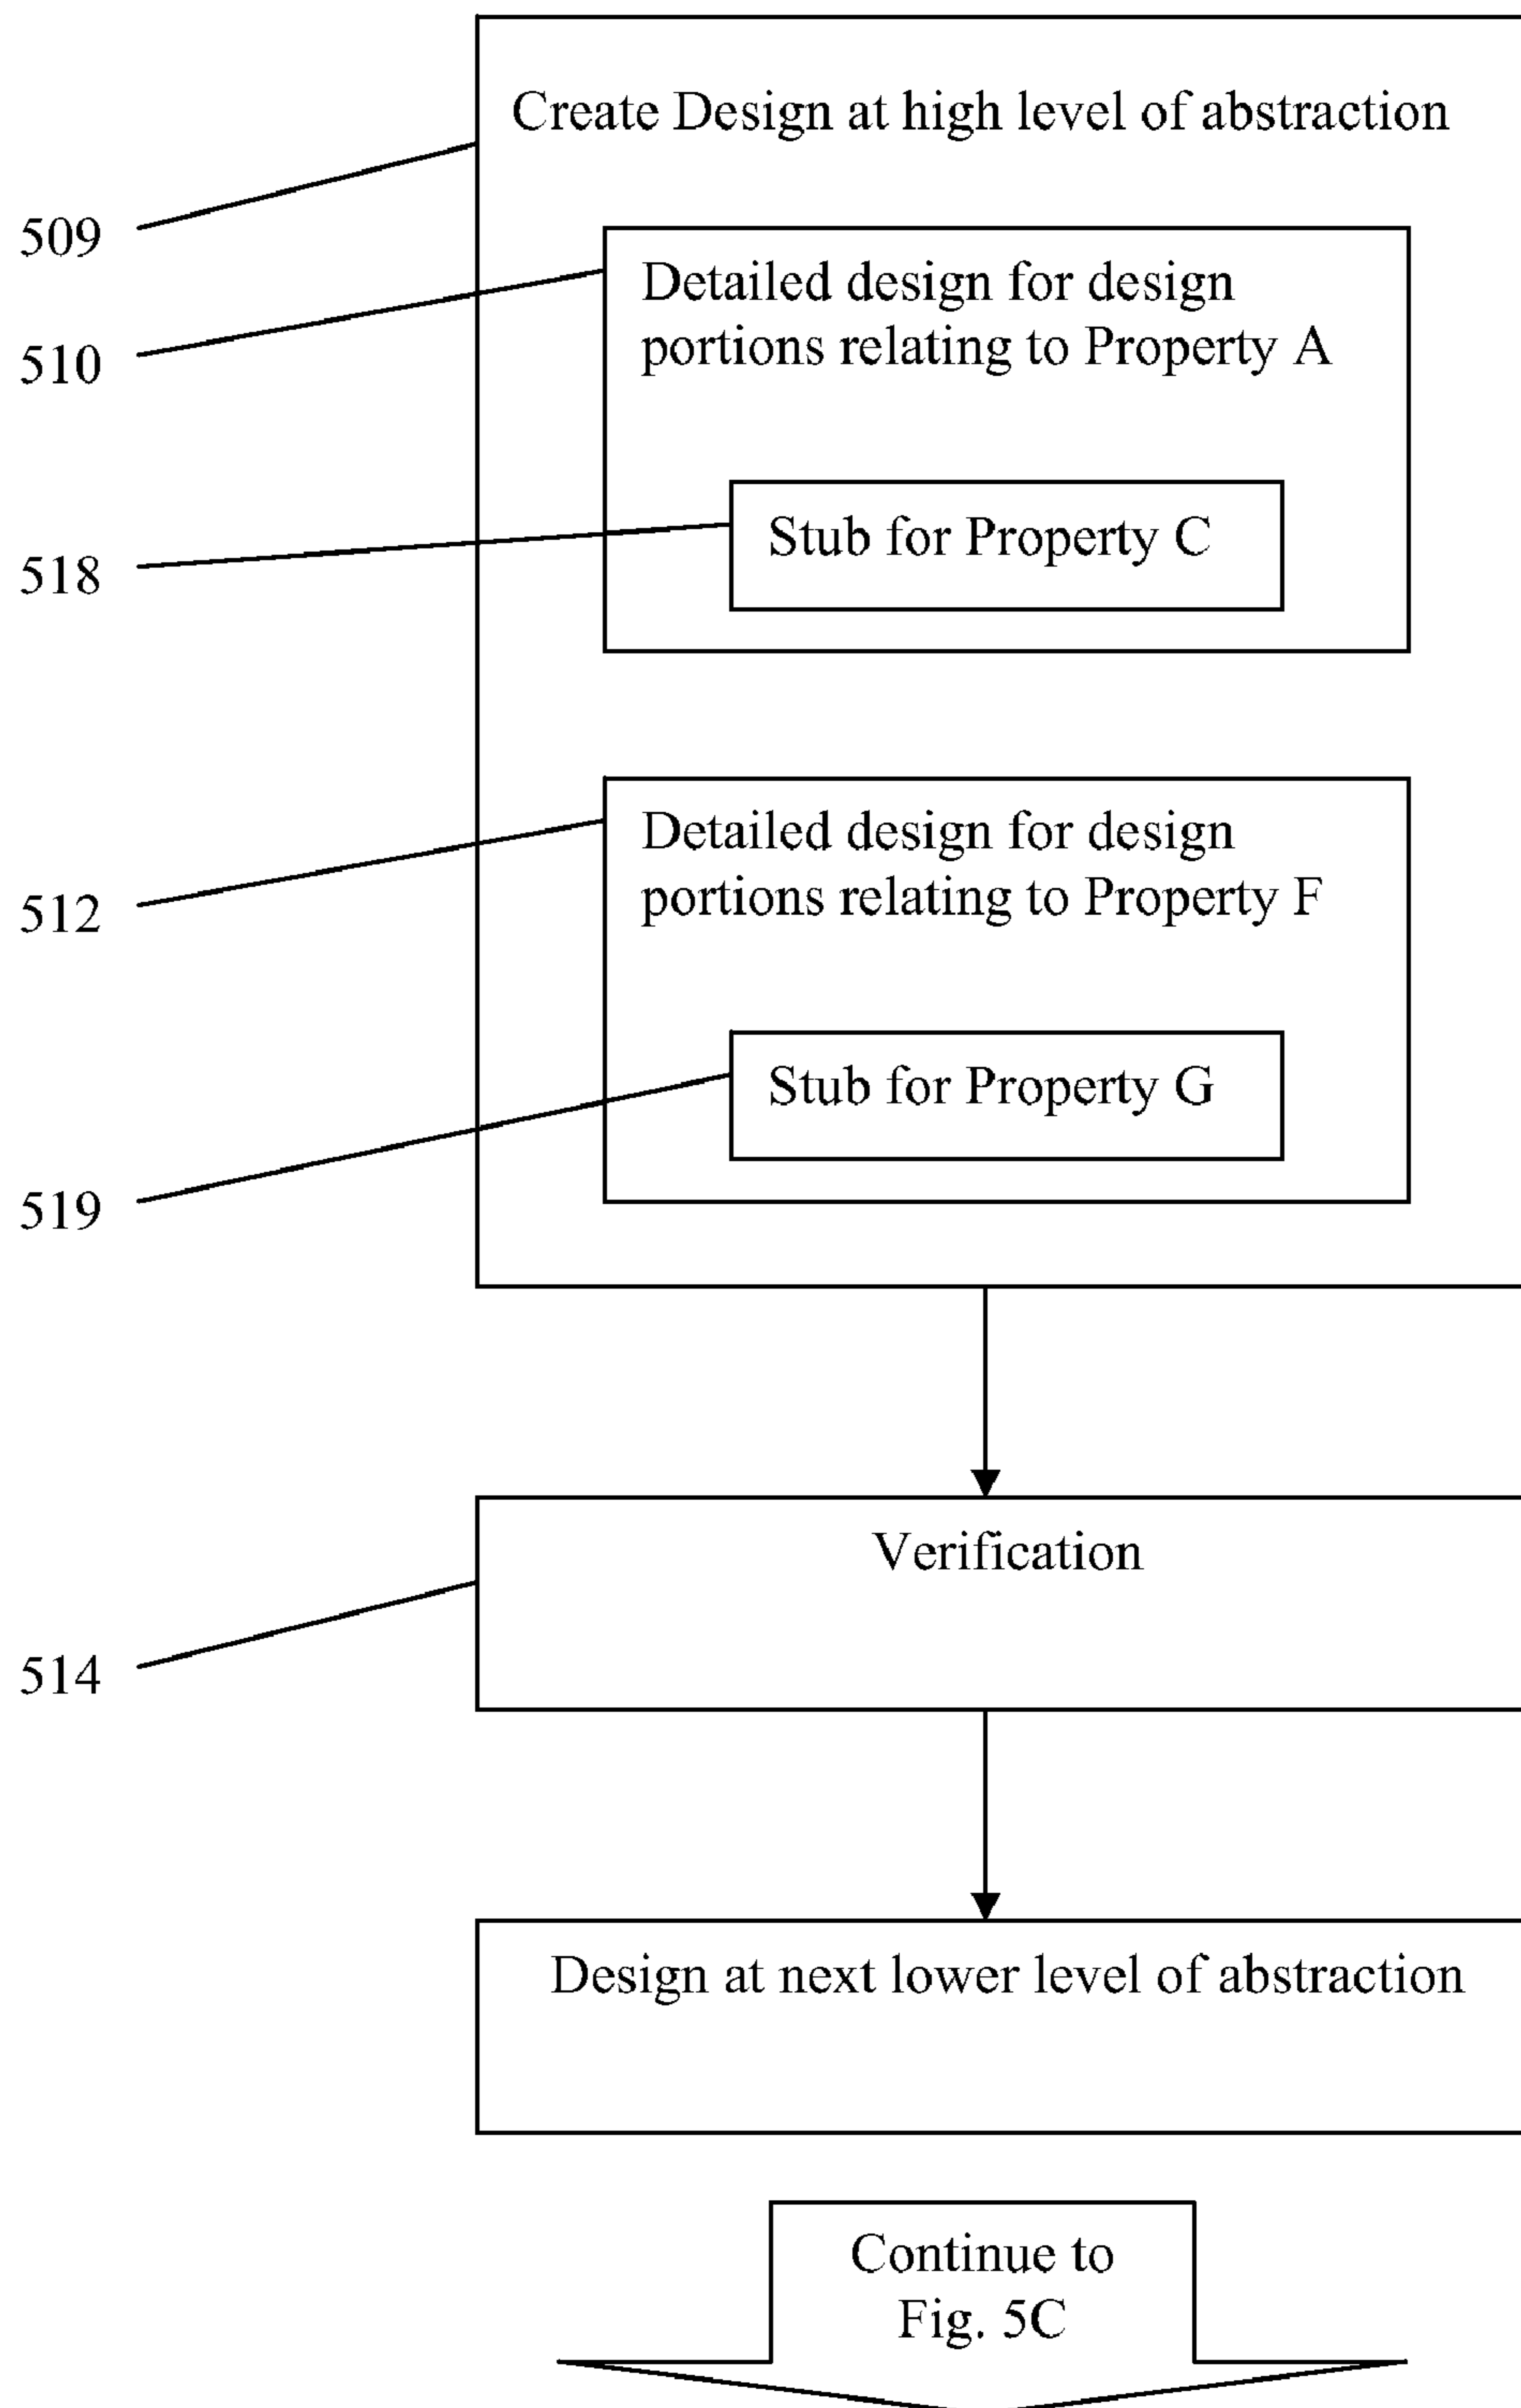 Create Design at high level of abstraction
509
Detailed design for design
portions relating to Property A
510
Stub for Property C
518
Detailed design for design
portions relating to Property F
512
Stub for Property G
519
Verification
514
Design at next lower level of abstraction
Continue to
Fig. 5C